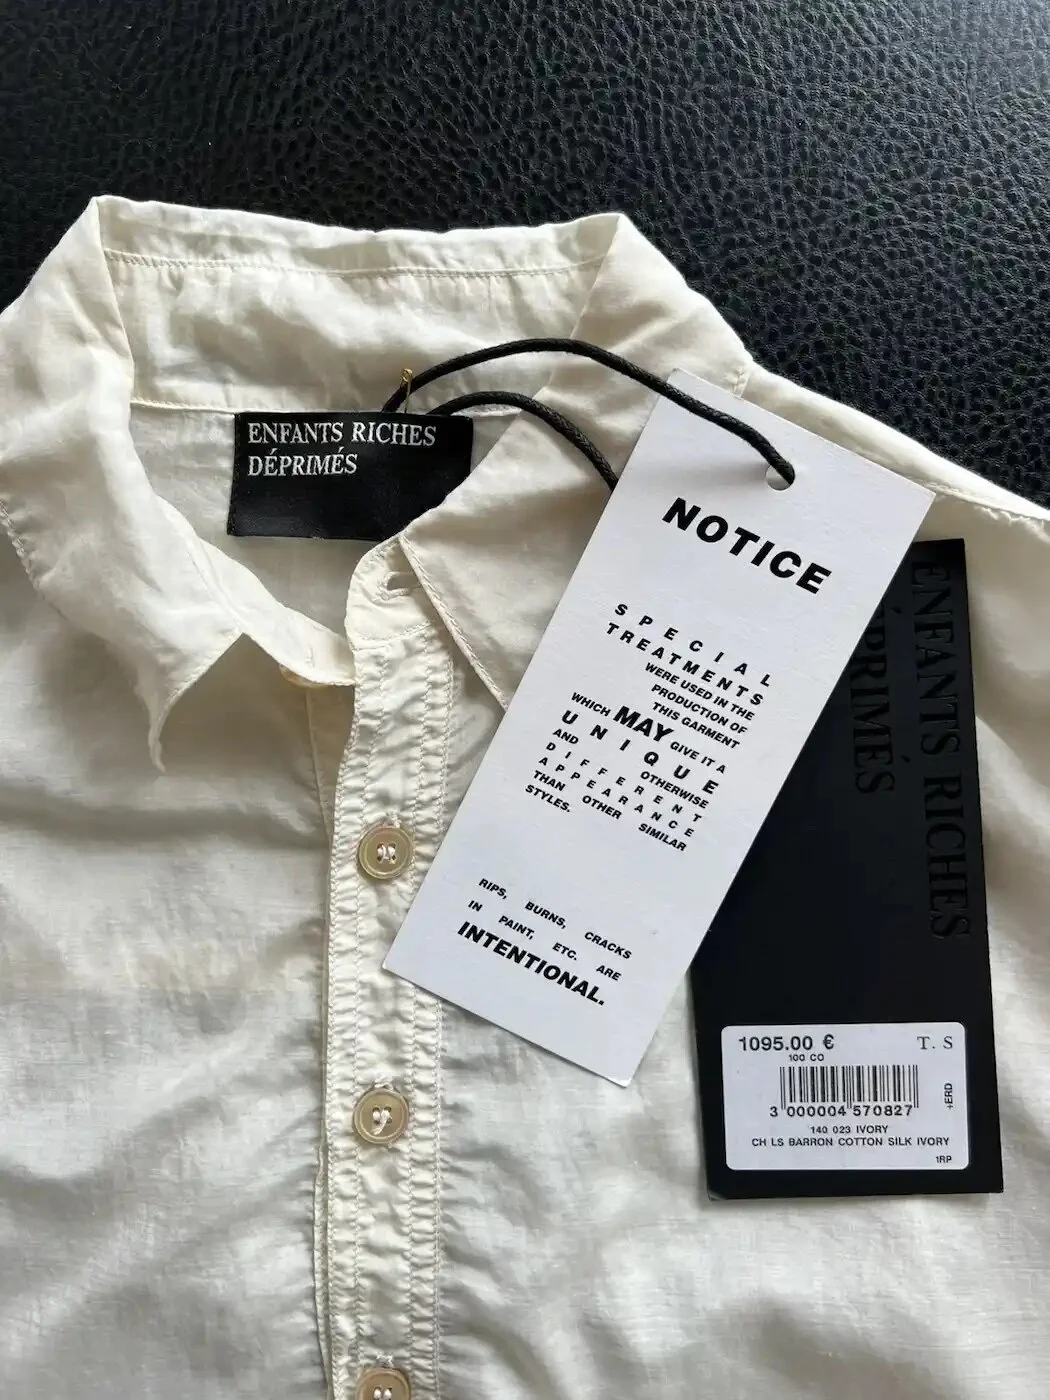 ENFANTS RICHES
DÉPRIMÉS
NOTICE
SPECIAL
TREATMENTS
WERE USED IN THE
PRODUCTION OF
THIS GARMENT
WHICH MAY GIVE IT A
UNIQUE
AND OTHERWISE
DIFFERENT
APPEARANCE
THAN OTHER SIMILAR
STYLES.
RIPS, BURNS, CRACKS
IN PAINT, ETC. ARE
INTENTIONAL.
ENFANTS RICHES
ÉPRIMÉS
1095.00 € T. S
100 CO
3 000004 570827
+ERD
140 023 IVORY
CH LS BARRON COTTON SILK IVORY
1RP